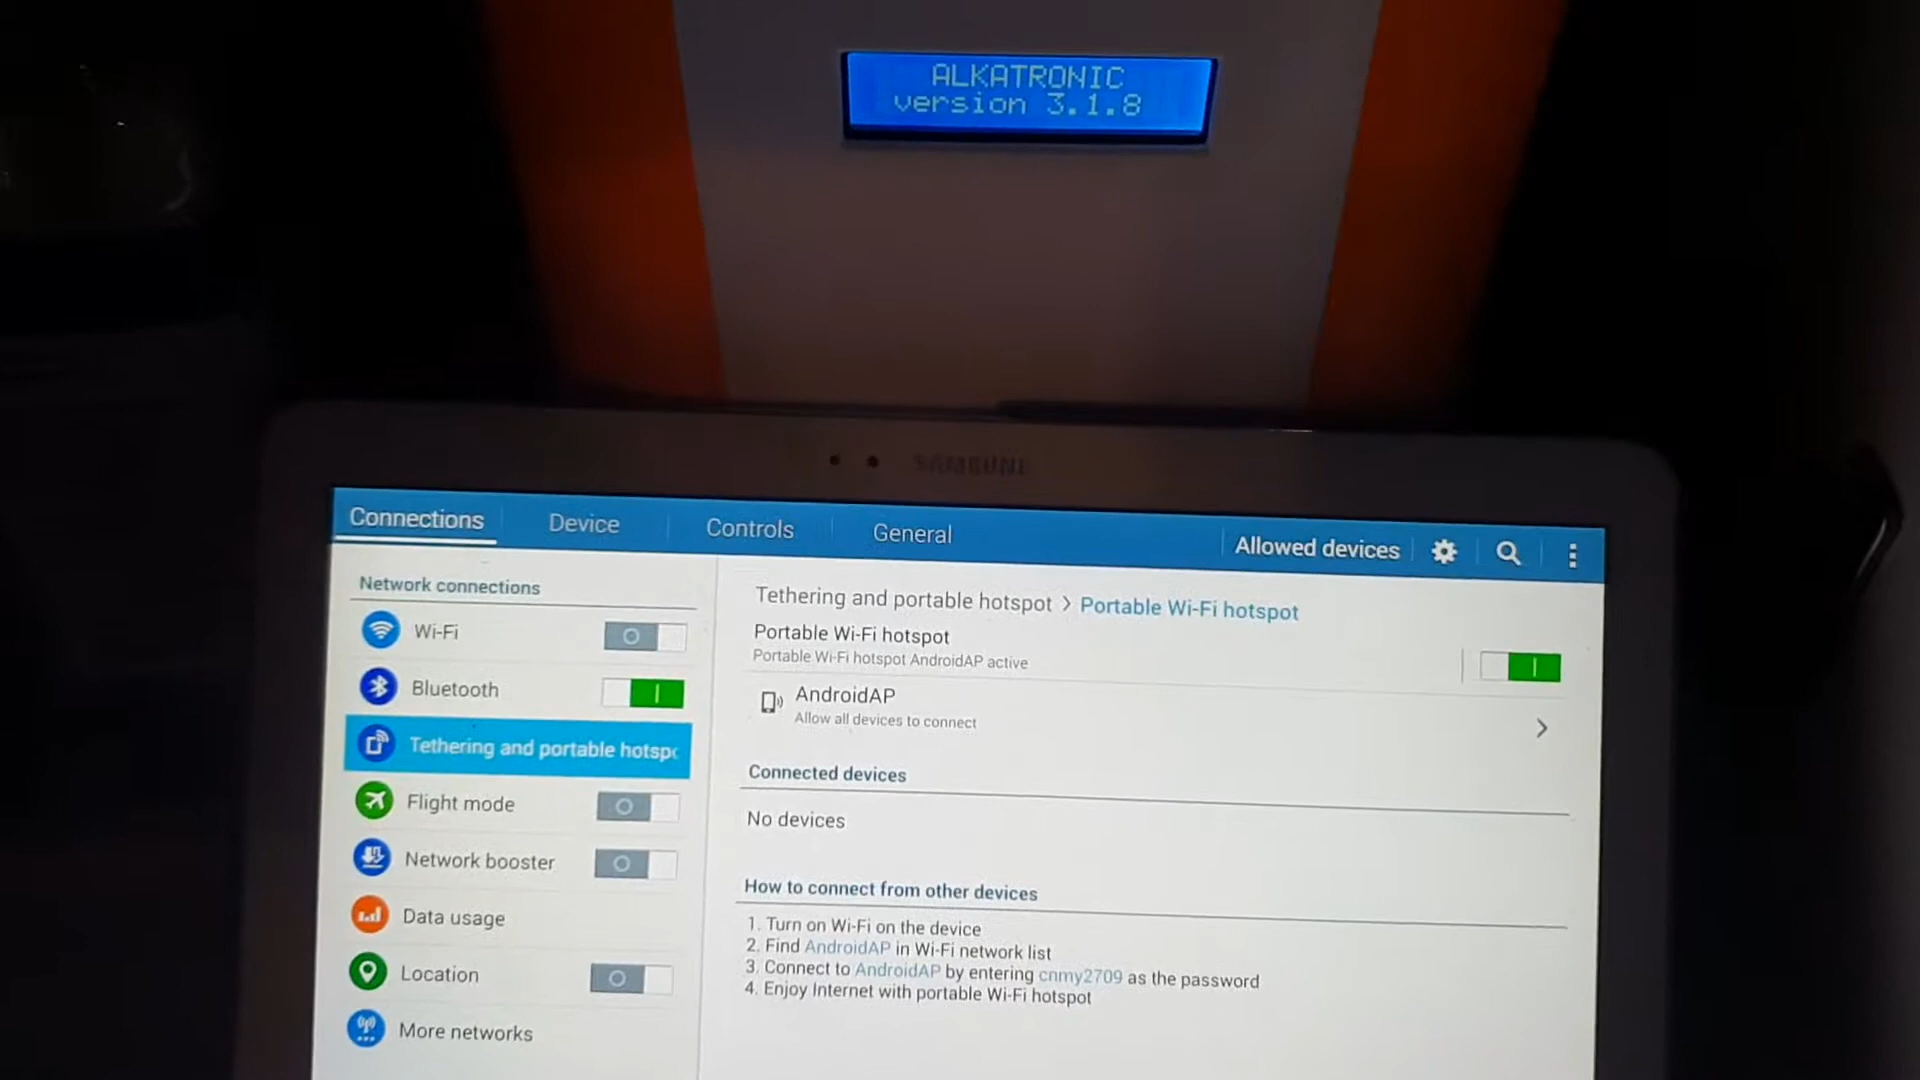 ALKATRONIC
version 3.1.8
SAMSUNG
Connections Device Controls General Allowed devices
Network connections
Wi-Fi
Bluetooth
Tethering and portable hotspo
Flight mode
Network booster
Data usage
Location
More networks
Tethering and portable hotspot > Portable Wi-Fi hotspot
Portable Wi-Fi hotspot
Portable Wi-Fi hotspot AndroidAP active
AndroidAP
Allow all devices to connect
Connected devices
No devices
How to connect from other devices
1. Turn on Wi-Fi on the device
2. Find AndroidAP in Wi-Fi network list
3. Connect to AndroidAP by entering cnmy2709 as the password
4. Enjoy Internet with portable Wi-Fi hotspot